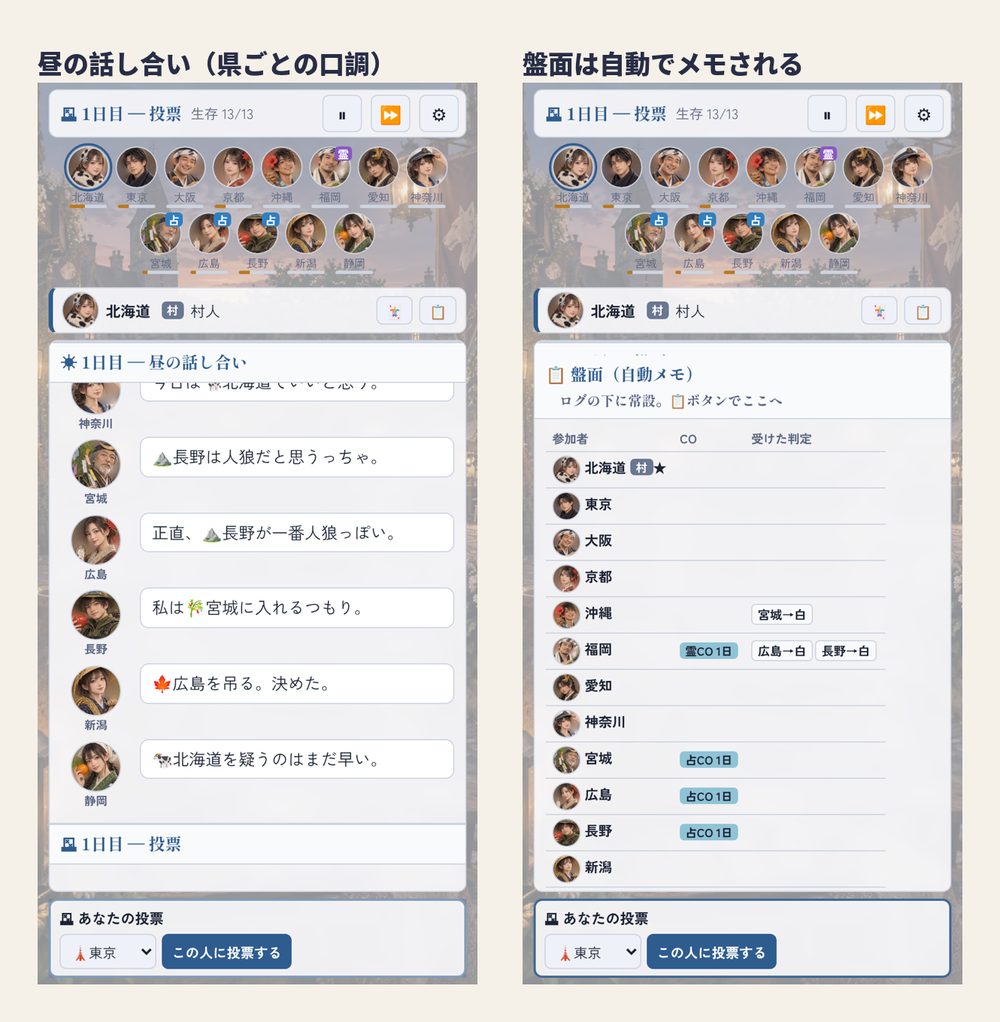 昼の話し合い（県ごとの口調）
1日目 ― 投票 生存 13/13
霊
北海道 東京 大阪 京都 沖縄 福岡 愛知 神奈川
占 占 占
宮城 広島 長野 新潟 静岡
北海道 村 村人
1日目 ― 昼の話し合い
今日は🐄北海道でいいと思う。
神奈川
⛰️長野は人狼だと思うっちゃ。
宮城
正直、⛰️長野が一番人狼っぽい。
広島
私は🎋宮城に入れるつもり。
長野
🍁広島を吊る。決めた。
新潟
🐄北海道を疑うのはまだ早い。
静岡
1日目 ― 投票
あなたの投票
🗼東京 この人に投票する
盤面は自動でメモされる
1日目 ― 投票 生存 13/13
霊
北海道 東京 大阪 京都 沖縄 福岡 愛知 神奈川
占 占 占
宮城 広島 長野 新潟 静岡
北海道 村 村人
📋 盤面（自動メモ）
ログの下に常設。📋ボタンでここへ
参加者 CO 受けた判定
北海道 村★
東京
大阪
京都
沖縄 宮城→白
福岡 霊CO 1日 広島→白 長野→白
愛知
神奈川
宮城 占CO 1日
広島 占CO 1日
長野 占CO 1日
新潟
あなたの投票
🗼東京 この人に投票する